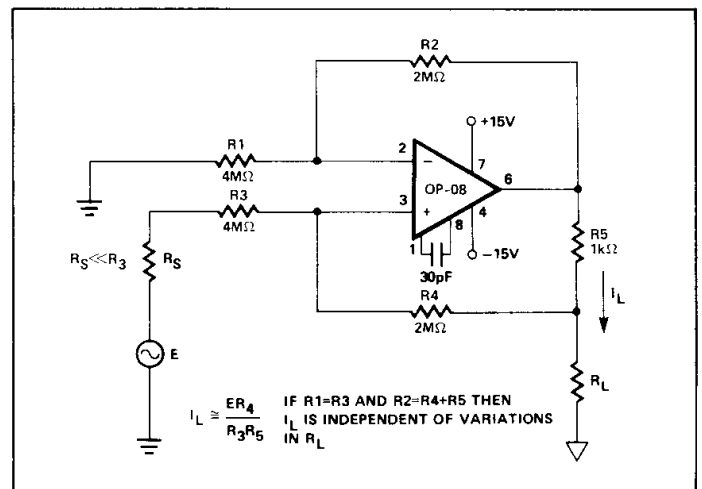 R2
2MΩ
+15V
R1
4MΩ
2
−
7
OP-08
6
R3
4MΩ
3
+
4
8
1
−15V
30pF
R5
1kΩ
RS<<R3
RS
R4
2MΩ
IL
E
RL
IL ≅ ER4
R3R5
IF R1=R3 AND R2=R4+R5 THEN
IL IS INDEPENDENT OF VARIATIONS
IN RL